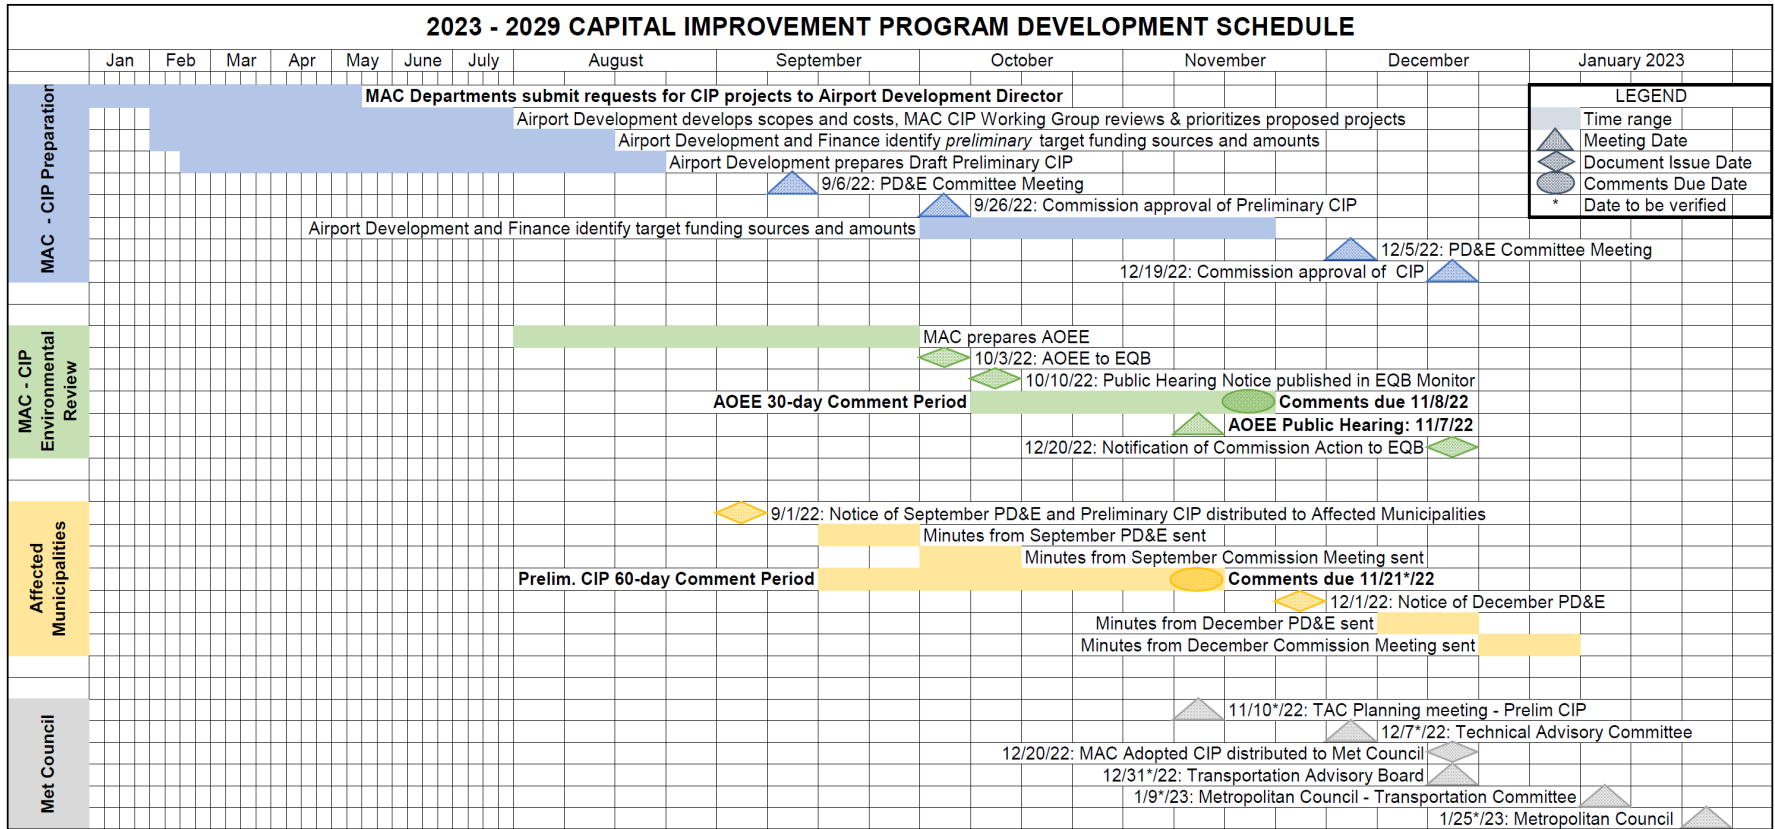 2023 - 2029 CAPITAL IMPROVEMENT PROGRAM DEVELOPMENT SCHEDULE
Jan Feb Mar Apr May June July August September October November December January 2023
MAC - CIP Preparation
MAC Departments submit requests for CIP projects to Airport Development Director
Airport Development develops scopes and costs, MAC CIP Working Group reviews & prioritizes proposed projects
Airport Development and Finance identify preliminary target funding sources and amounts
Airport Development prepares Draft Preliminary CIP
9/6/22: PD&E Committee Meeting
9/26/22: Commission approval of Preliminary CIP
Airport Development and Finance identify target funding sources and amounts
12/5/22: PD&E Committee Meeting
12/19/22: Commission approval of CIP
LEGEND
Time range
Meeting Date
Document Issue Date
Comments Due Date
* Date to be verified
MAC - CIP
Environmental
Review
MAC prepares AOEE
10/3/22: AOEE to EQB
10/10/22: Public Hearing Notice published in EQB Monitor
AOEE 30-day Comment Period Comments due 11/8/22
AOEE Public Hearing: 11/7/22
12/20/22: Notification of Commission Action to EQB
Affected
Municipalities
9/1/22: Notice of September PD&E and Preliminary CIP distributed to Affected Municipalities
Minutes from September PD&E sent
Minutes from September Commission Meeting sent
Prelim. CIP 60-day Comment Period Comments due 11/21*/22
12/1/22: Notice of December PD&E
Minutes from December PD&E sent
Minutes from December Commission Meeting sent
Met Council
11/10*/22: TAC Planning meeting - Prelim CIP
12/7*/22: Technical Advisory Committee
12/20/22: MAC Adopted CIP distributed to Met Council
12/31*/22: Transportation Advisory Board
1/9*/23: Metropolitan Council - Transportation Committee
1/25*/23: Metropolitan Council